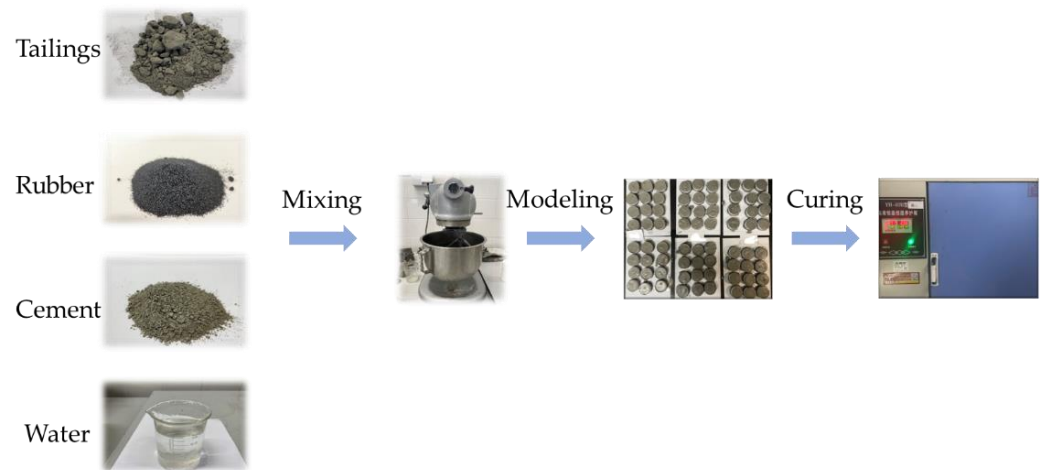 Tailings
Rubber
Cement
Water
Mixing
Modeling
Curing